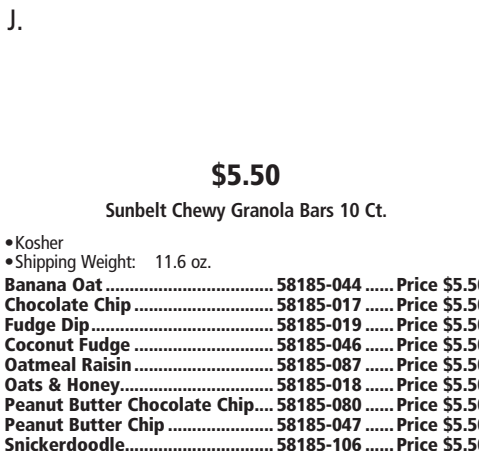 J.
$5.50
Sunbelt Chewy Granola Bars 10 Ct.
•Kosher
•Shipping Weight: 11.6 oz.
Banana Oat ................................. 58185-044 ...... Price $5.50
Chocolate Chip ........................... 58185-017 ...... Price $5.50
Fudge Dip................................... 58185-019 ...... Price $5.50
Coconut Fudge ........................... 58185-046 ...... Price $5.50
Oatmeal Raisin ........................... 58185-087 ...... Price $5.50
Oats & Honey.............................. 58185-018 ...... Price $5.50
Peanut Butter Chocolate Chip.... 58185-080 ...... Price $5.50
Peanut Butter Chip ..................... 58185-047 ...... Price $5.50
Snickerdoodle............................. 58185-106 ...... Price $5.50